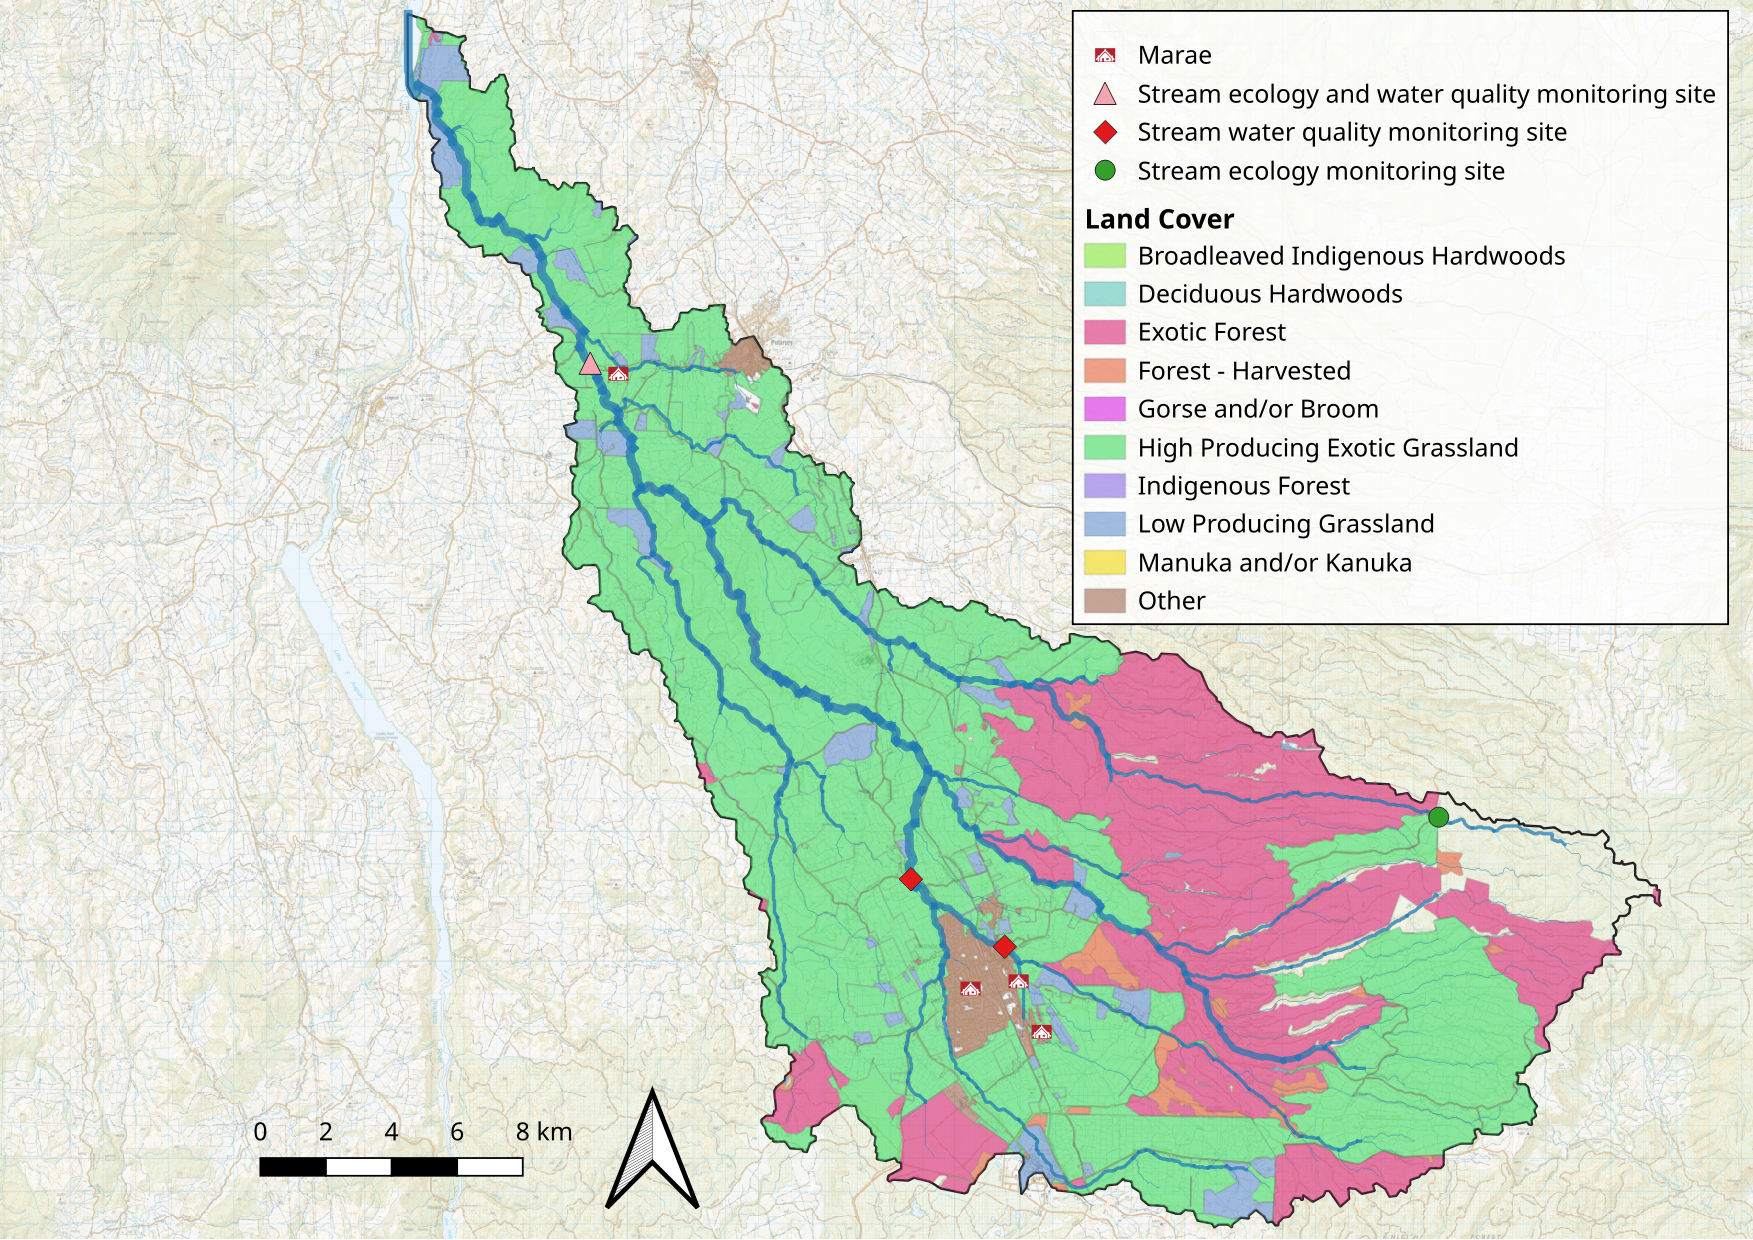 Marae
Stream ecology and water quality monitoring site
Stream water quality monitoring site
Stream ecology monitoring site
Land Cover
Broadleaved Indigenous Hardwoods
Deciduous Hardwoods
Exotic Forest
Forest - Harvested
Gorse and/or Broom
High Producing Exotic Grassland
Indigenous Forest
Low Producing Grassland
Manuka and/or Kanuka
Other
0 2 4 6 8 km